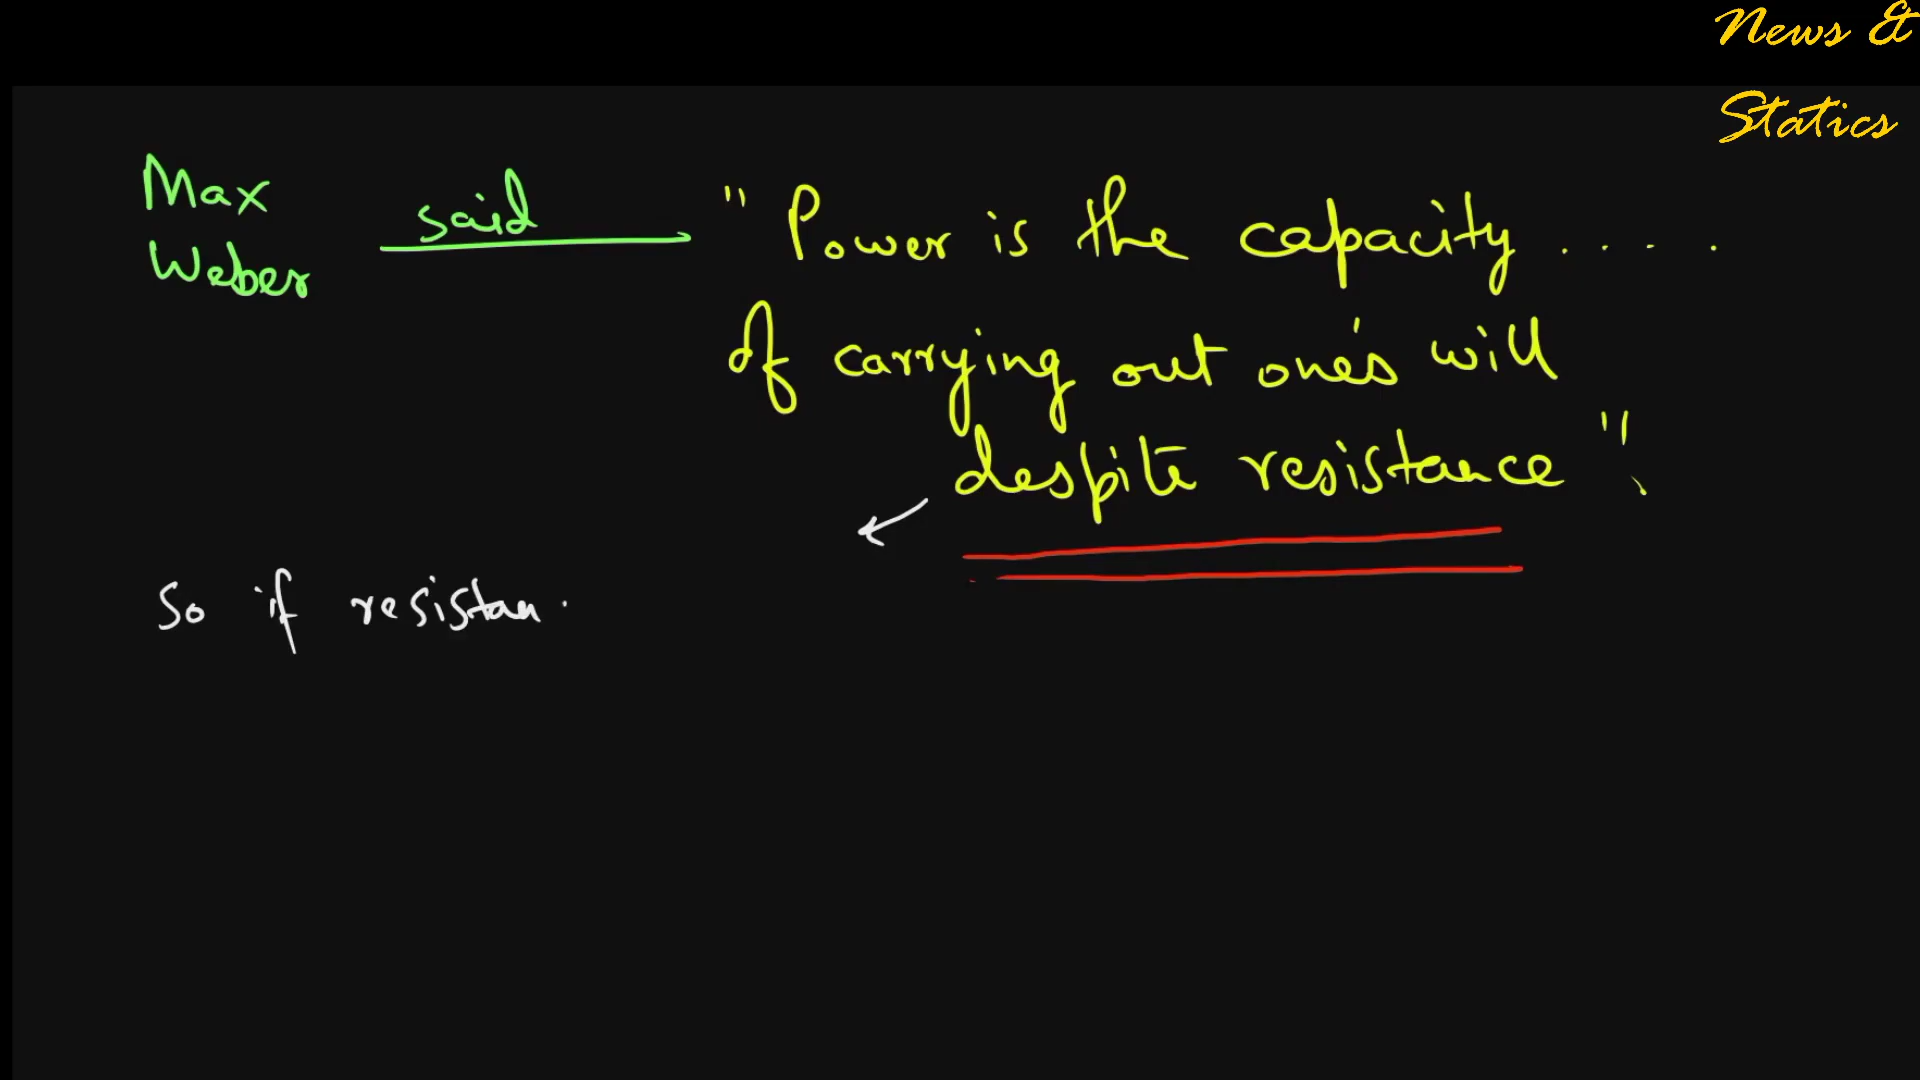 News &
Statics
Max
Weber
said
" Power is the capacity .....
of carrying out one's will
despite resistance ".
So if resistan.